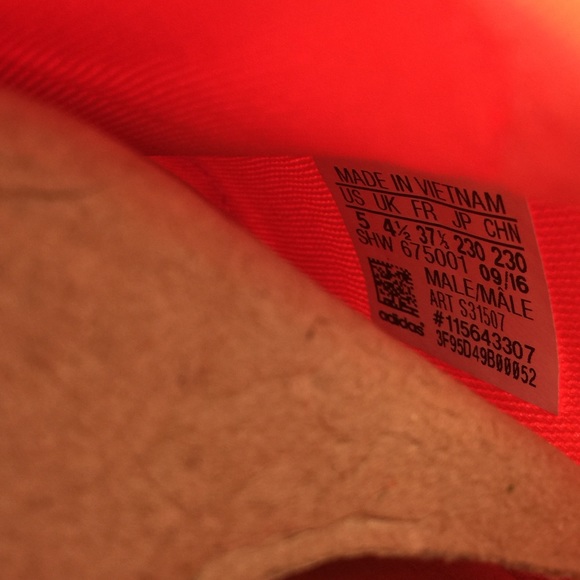 MADE IN VIETNAM
US UK FR JP CHN
5 4½ 37⅓ 230 230
SHW 675001 09/16
MALE/MÂLE
ART S31507
#115643307
adidas
3F95D49B00052